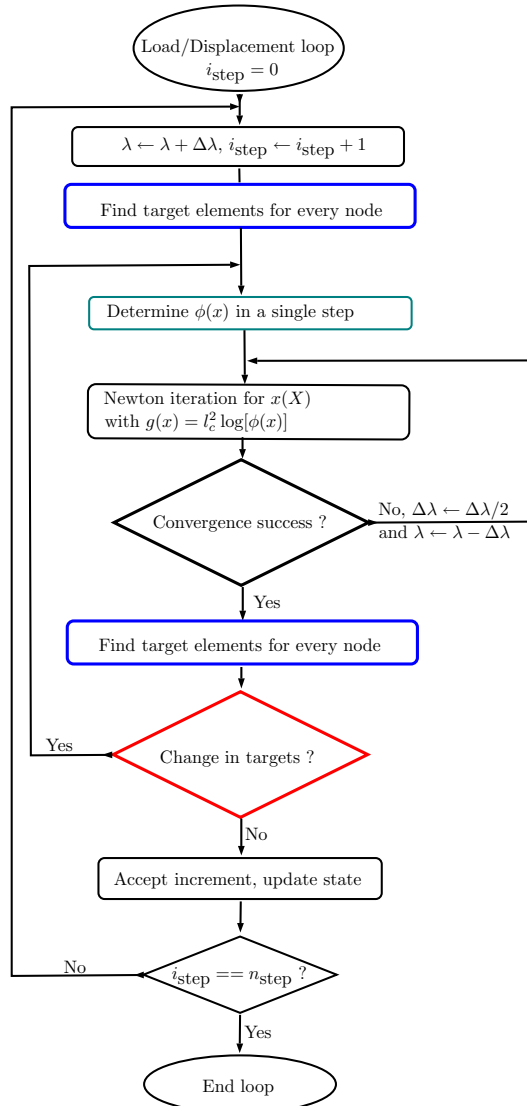 Load/Displacement loop
i_step = 0
λ ← λ + Δλ, i_step ← i_step + 1
Find target elements for every node
Determine ϕ(x) in a single step
Newton iteration for x(X)
with g(x) = l_c^2 log[ϕ(x)]
Convergence success ?
No, Δλ ← Δλ/2
and λ ← λ − Δλ
Yes
Find target elements for every node
Change in targets ?
Yes
No
Accept increment, update state
i_step == n_step ?
No
Yes
End loop